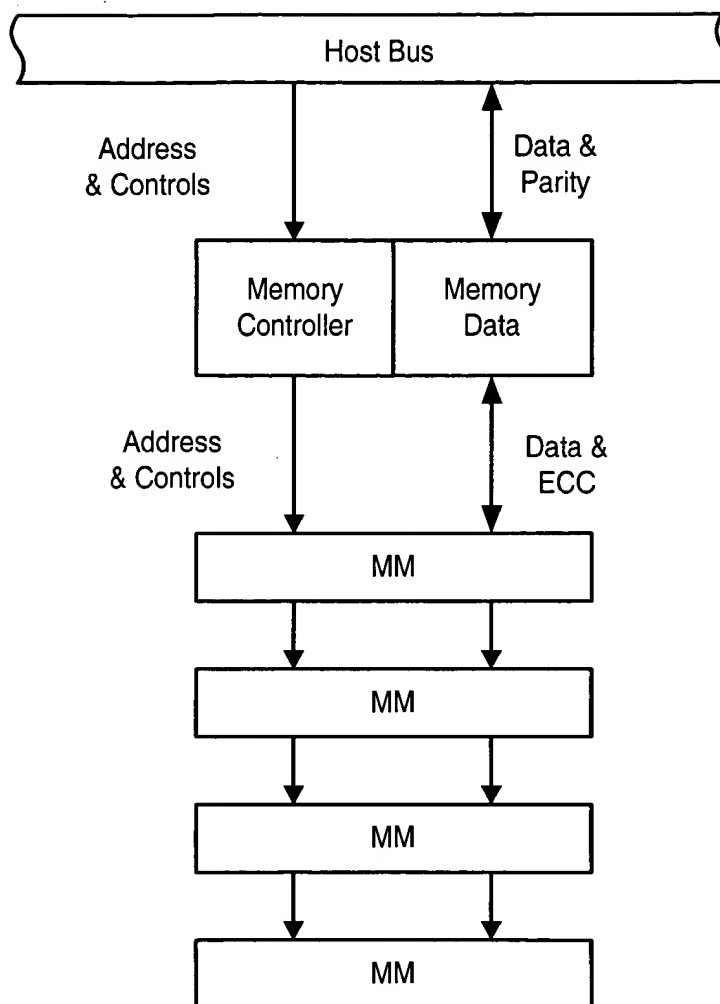 Host Bus
Address
& Controls
Data &
Parity
Memory
Controller
Memory
Data
Address
& Controls
Data &
ECC
MM
MM
MM
MM